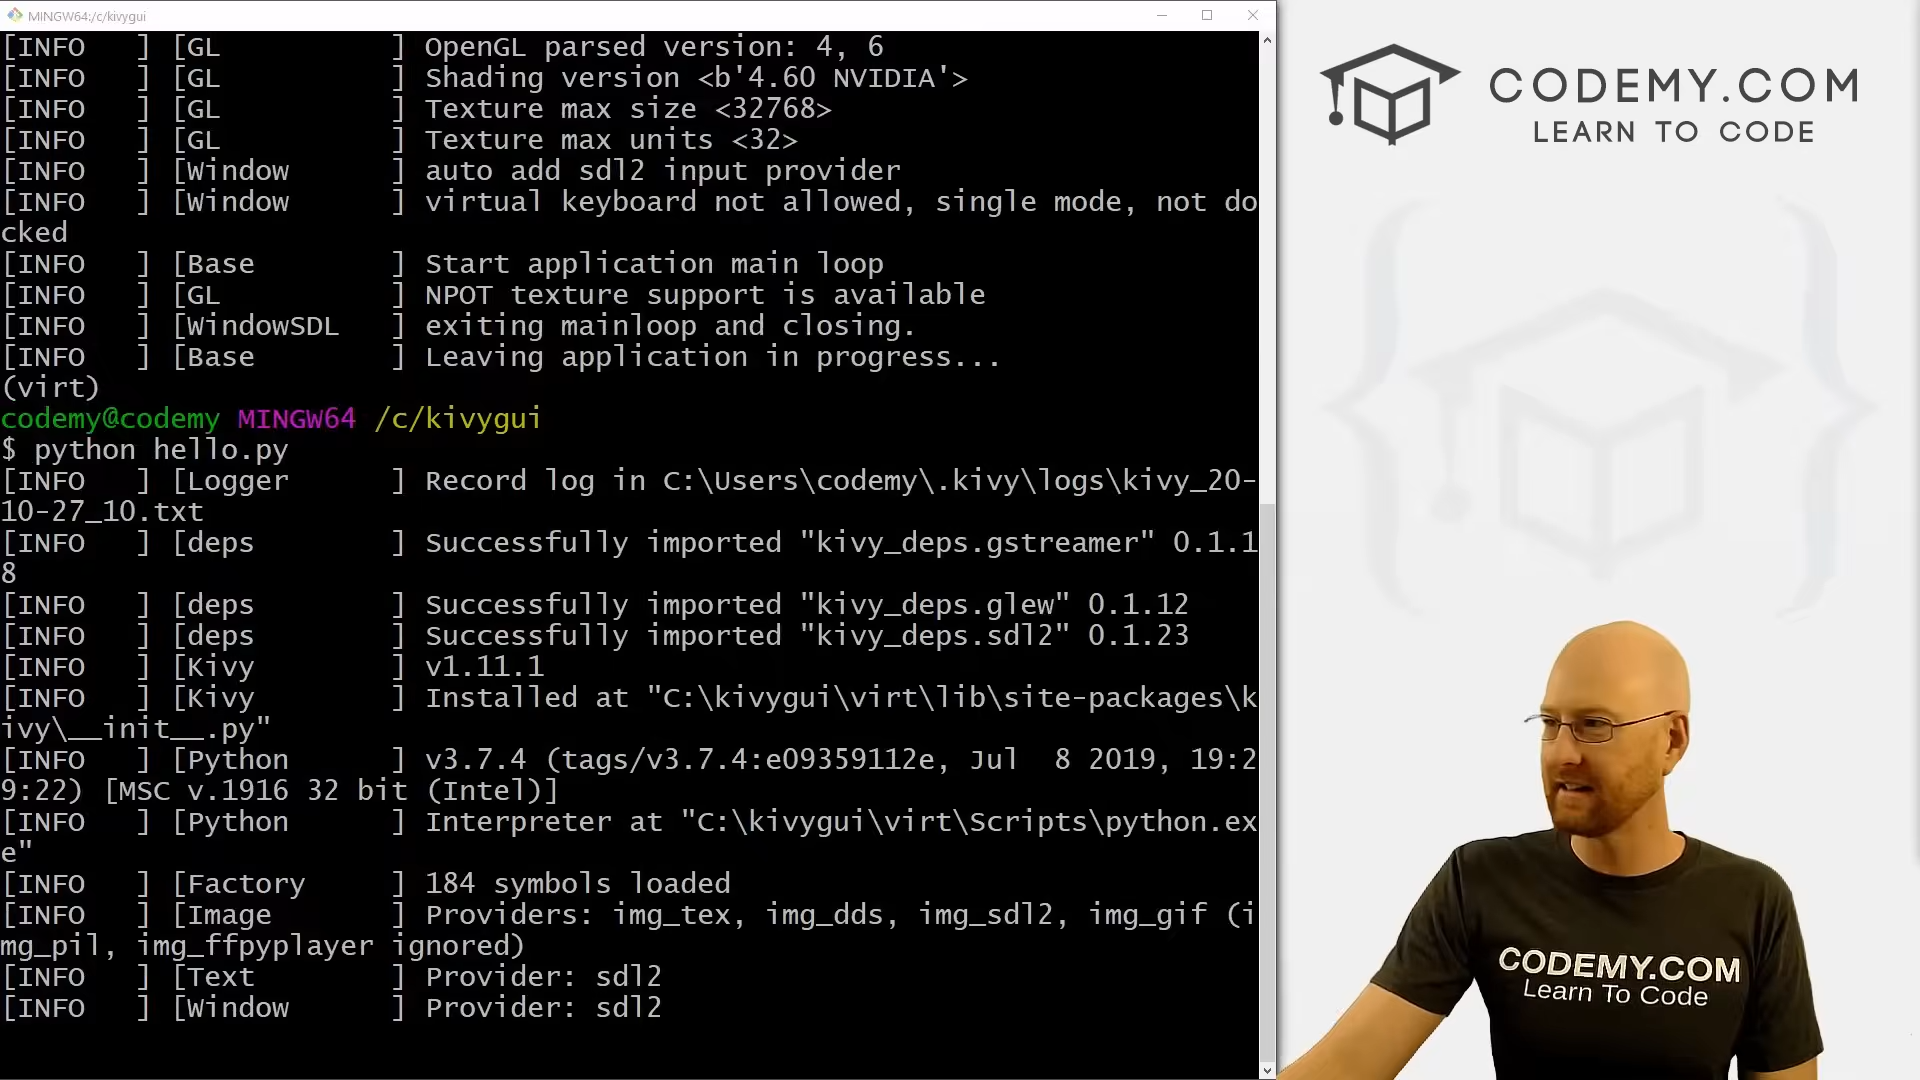 MINGW64:/c/kivygui
[INFO   ] [GL          ] OpenGL parsed version: 4, 6
[INFO   ] [GL          ] Shading version <b'4.60 NVIDIA'>
[INFO   ] [GL          ] Texture max size <32768>
[INFO   ] [GL          ] Texture max units <32>
[INFO   ] [Window      ] auto add sdl2 input provider
[INFO   ] [Window      ] virtual keyboard not allowed, single mode, not do
cked
[INFO   ] [Base        ] Start application main loop
[INFO   ] [GL          ] NPOT texture support is available
[INFO   ] [WindowSDL   ] exiting mainloop and closing.
[INFO   ] [Base        ] Leaving application in progress...
(virt)
codemy@codemy MINGW64 /c/kivygui
$ python hello.py
[INFO   ] [Logger      ] Record log in C:\Users\codemy\.kivy\logs\kivy_20-
10-27_10.txt
[INFO   ] [deps        ] Successfully imported "kivy_deps.gstreamer" 0.1.1
8
[INFO   ] [deps        ] Successfully imported "kivy_deps.glew" 0.1.12
[INFO   ] [deps        ] Successfully imported "kivy_deps.sdl2" 0.1.23
[INFO   ] [Kivy        ] v1.11.1
[INFO   ] [Kivy        ] Installed at "C:\kivygui\virt\lib\site-packages\k
ivy\__init__.py"
[INFO   ] [Python      ] v3.7.4 (tags/v3.7.4:e09359112e, Jul  8 2019, 19:2
9:22) [MSC v.1916 32 bit (Intel)]
[INFO   ] [Python      ] Interpreter at "C:\kivygui\virt\Scripts\python.ex
e"
[INFO   ] [Factory     ] 184 symbols loaded
[INFO   ] [Image       ] Providers: img_tex, img_dds, img_sdl2, img_gif (i
mg_pil, img_ffpyplayer ignored)
[INFO   ] [Text        ] Provider: sdl2
[INFO   ] [Window      ] Provider: sdl2
CODEMY.COM
LEARN TO CODE
CODEMY.COM
Learn To Code